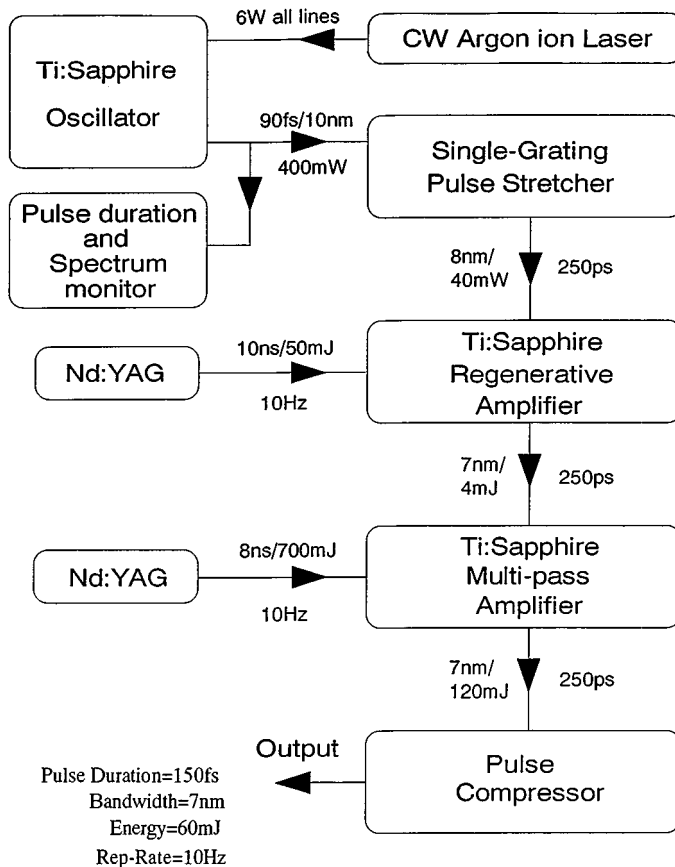 6W all lines
CW Argon ion Laser
Ti:Sapphire
Oscillator
90fs/10nm
400mW
Single-Grating
Pulse Stretcher
Pulse duration
and
Spectrum
monitor
8nm/
40mW
250ps
Nd:YAG
10ns/50mJ
10Hz
Ti:Sapphire
Regenerative
Amplifier
7nm/
4mJ
250ps
Nd:YAG
8ns/700mJ
10Hz
Ti:Sapphire
Multi-pass
Amplifier
7nm/
120mJ
250ps
Output
Pulse
Compressor
Pulse Duration=150fs
Bandwidth=7nm
Energy=60mJ
Rep-Rate=10Hz